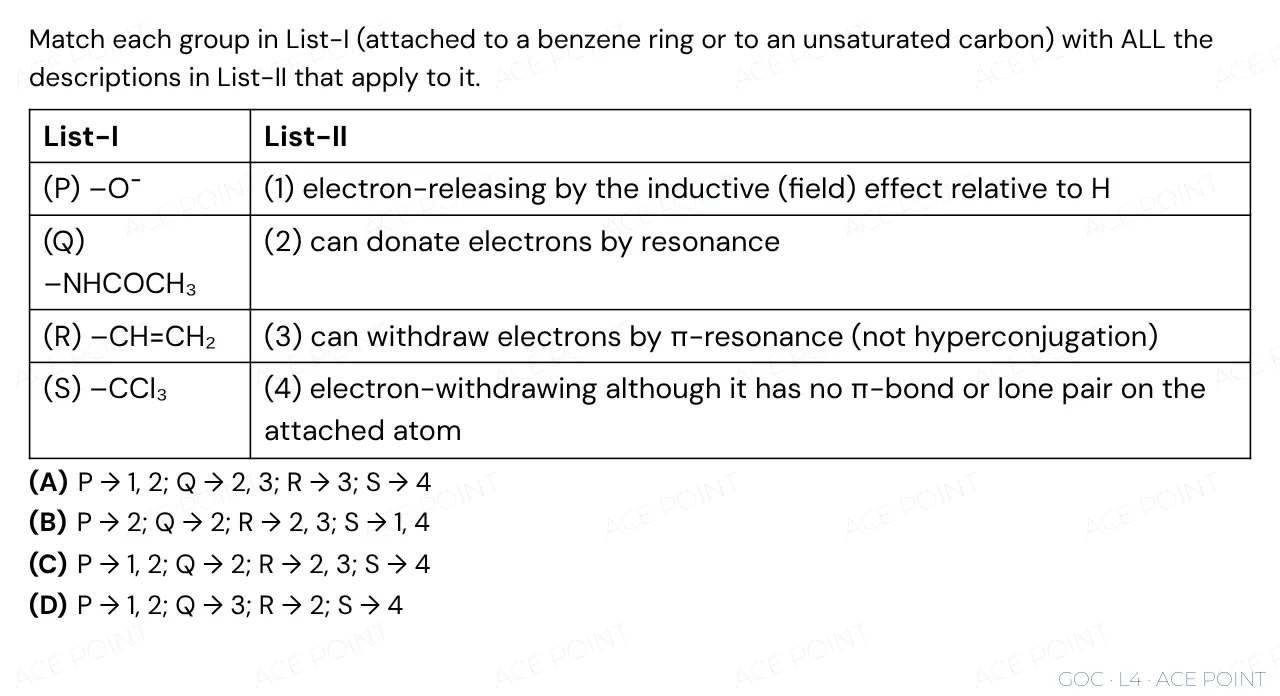 Match each group in List-I (attached to a benzene ring or to an unsaturated carbon) with ALL the
descriptions in List-II that apply to it.
List-I List-II
(P) –O⁻ (1) electron-releasing by the inductive (field) effect relative to H
(Q) (2) can donate electrons by resonance
–NHCOCH₃
(R) –CH=CH₂ (3) can withdraw electrons by π-resonance (not hyperconjugation)
(S) –CCl₃ (4) electron-withdrawing although it has no π-bond or lone pair on the
attached atom
(A) P → 1, 2; Q → 2, 3; R → 3; S → 4
(B) P → 2; Q → 2; R → 2, 3; S → 1, 4
(C) P → 1, 2; Q → 2; R → 2, 3; S → 4
(D) P → 1, 2; Q → 3; R → 2; S → 4
GOC · L4 · ACE POINT